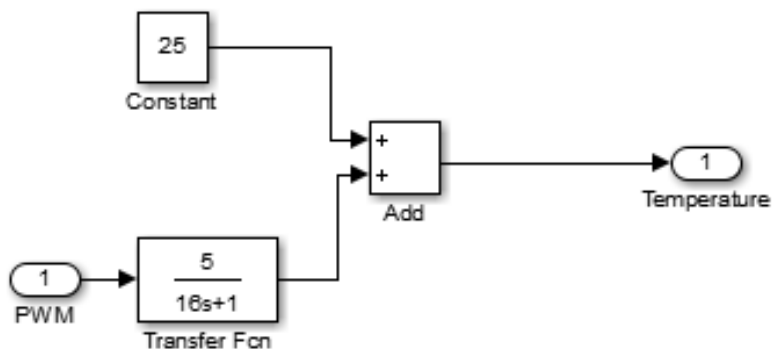 25
Constant
+
+
Add
1
Temperature
1
PWM
5
16s+1
Transfer Fcn